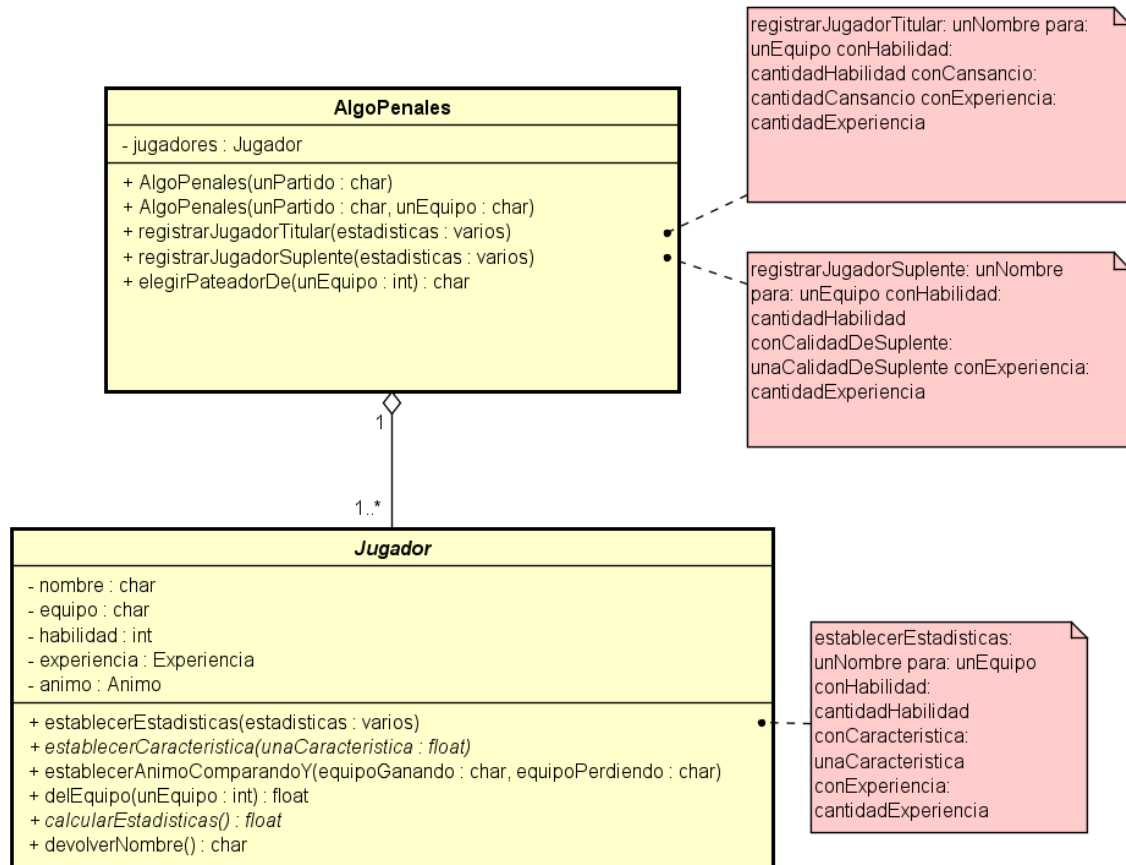 registrarJugadorTitular: unNombre para:
unEquipo conHabilidad:
cantidadHabilidad conCansancio:
cantidadCansancio conExperiencia:
cantidadExperiencia
AlgoPenales
- jugadores : Jugador
+ AlgoPenales(unPartido : char)
+ AlgoPenales(unPartido : char, unEquipo : char)
+ registrarJugadorTitular(estadisticas : varios)
+ registrarJugadorSuplente(estadisticas : varios)
+ elegirPateadorDe(unEquipo : int) : char
registrarJugadorSuplente: unNombre
para: unEquipo conHabilidad:
cantidadHabilidad
conCalidadDeSuplente:
unaCalidadDeSuplente conExperiencia:
cantidadExperiencia
1
1..*
Jugador
- nombre : char
- equipo : char
- habilidad : int
- experiencia : Experiencia
- animo : Animo
+ establecerEstadisticas(estadisticas : varios)
+ establecerCaracteristica(unaCaracteristica : float)
+ establecerAnimoComparandoY(equipoGanando : char, equipoPerdiendo : char)
+ delEquipo(unEquipo : int) : float
+ calcularEstadisticas() : float
+ devolverNombre() : char
establecerEstadisticas:
unNombre para: unEquipo
conHabilidad:
cantidadHabilidad
conCaracteristica:
unaCaracteristica
conExperiencia:
cantidadExperiencia